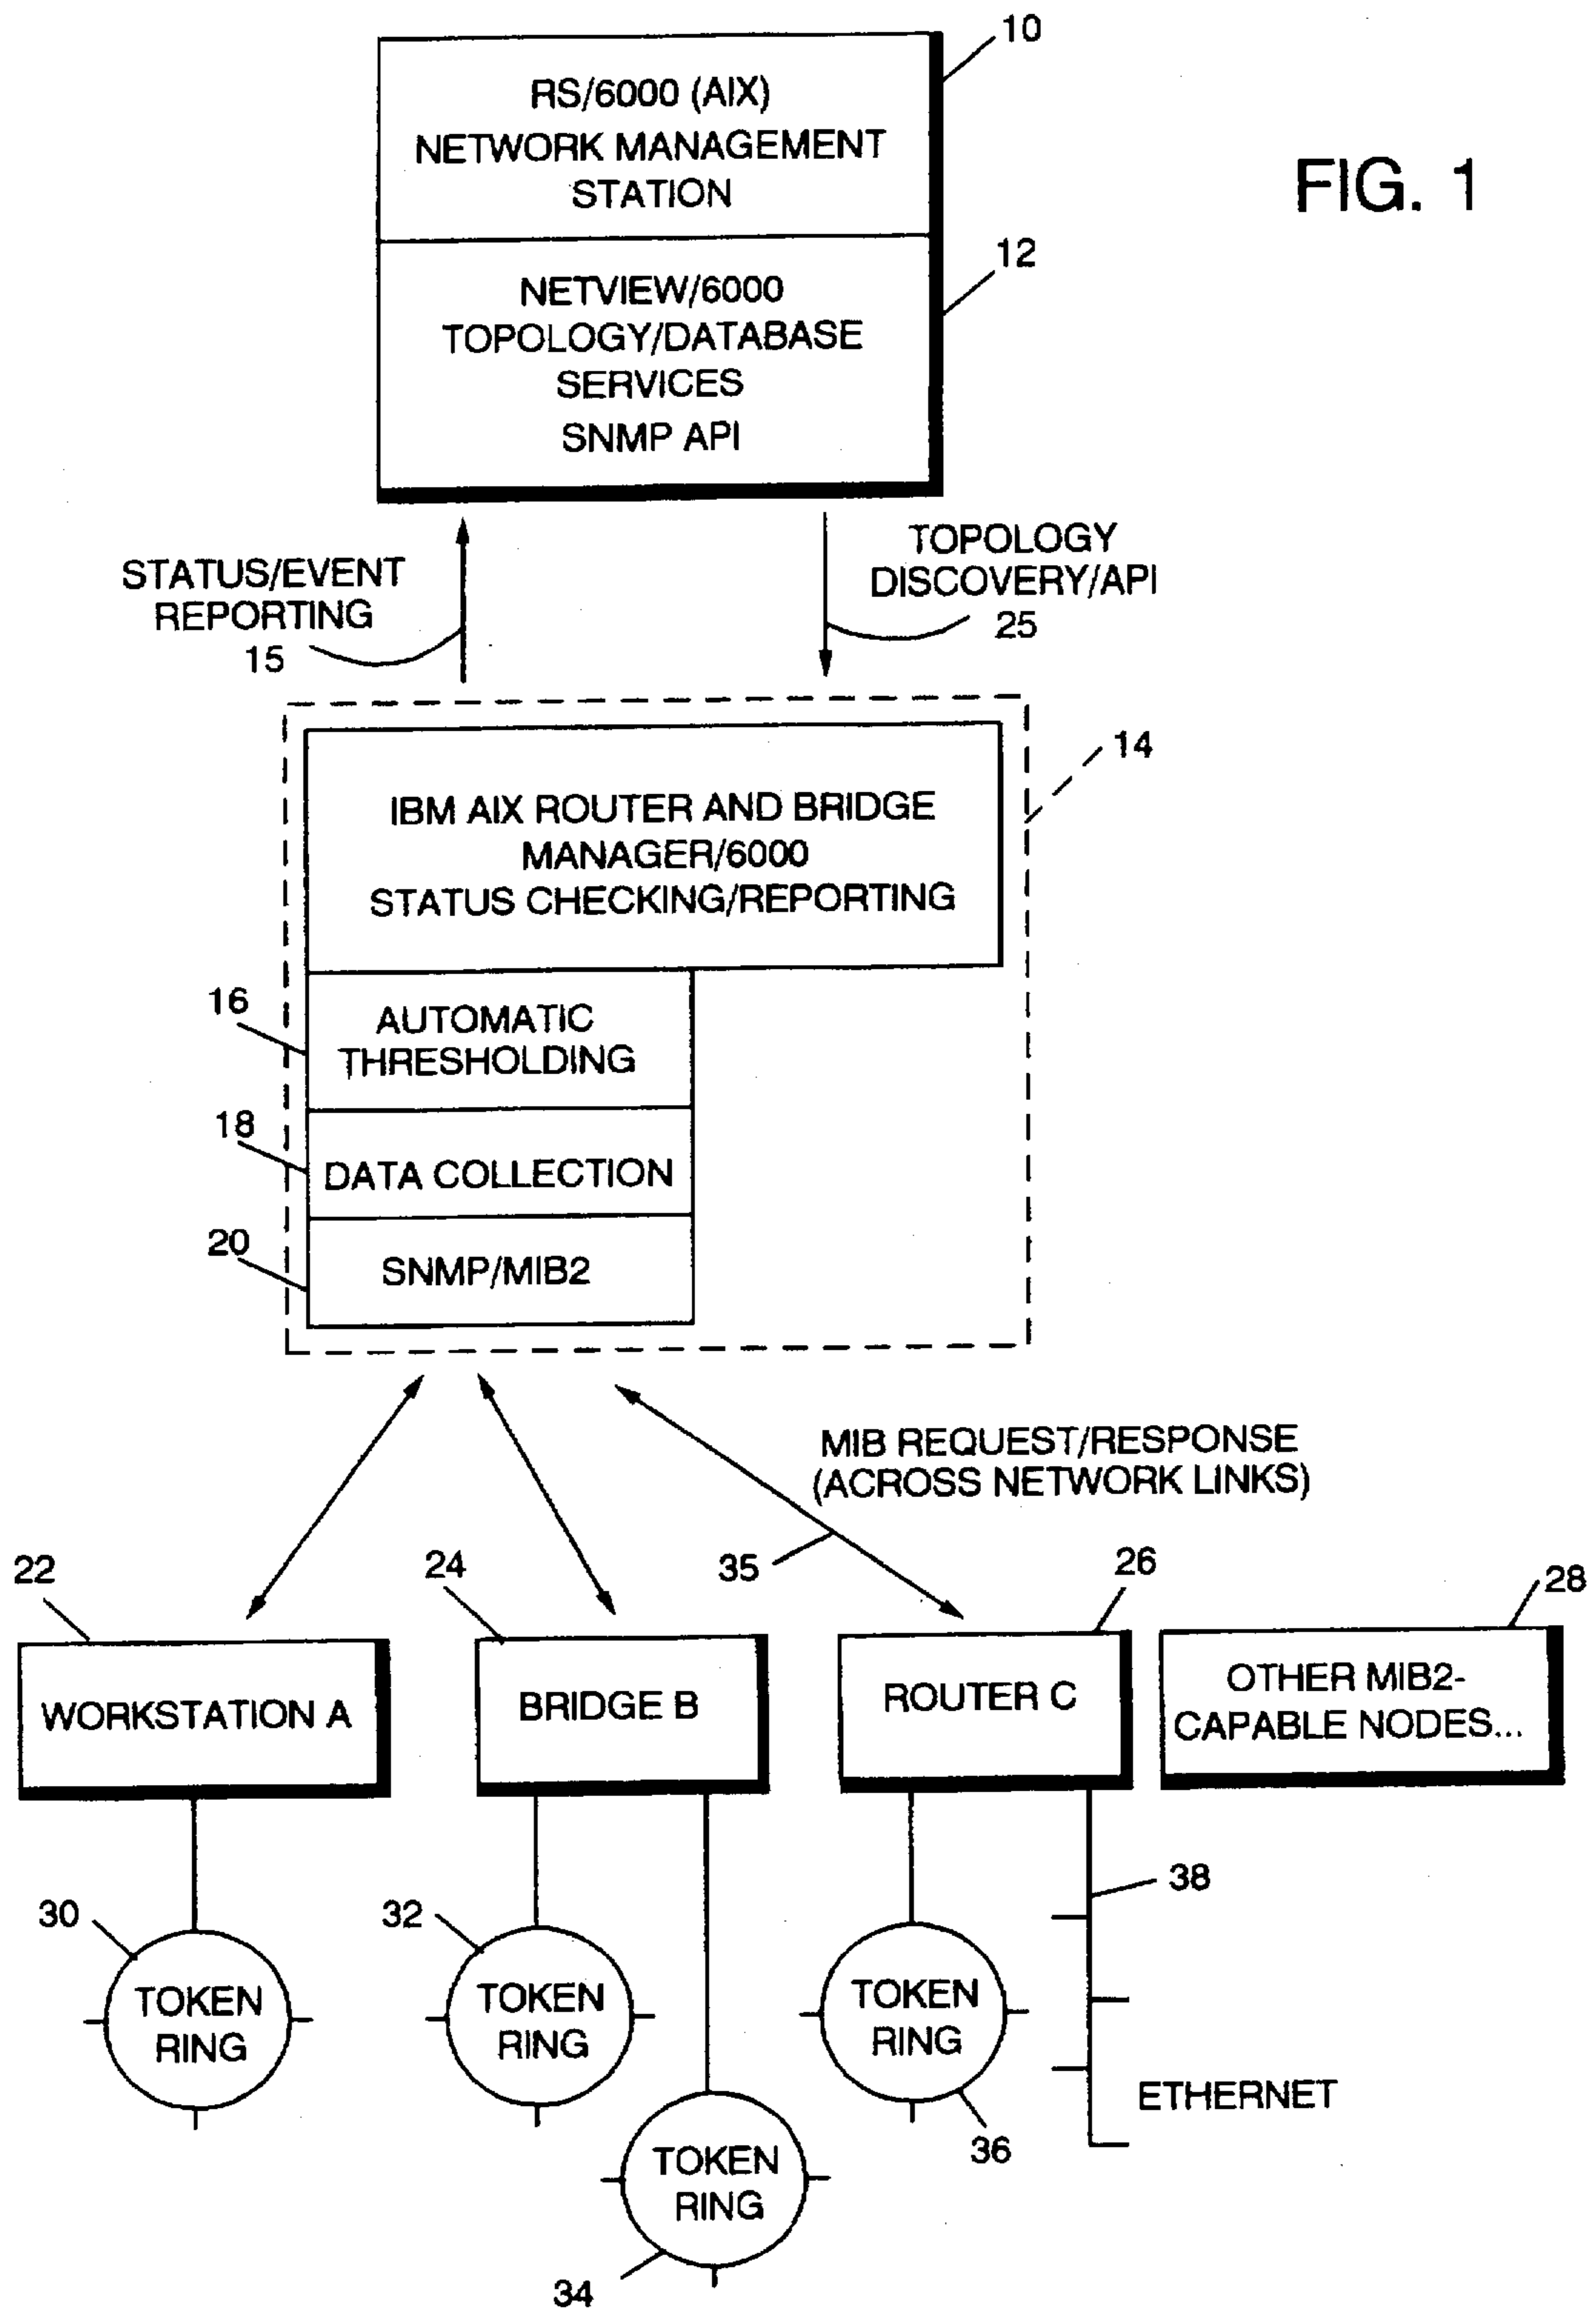 10
RS/6000 (AIX)
NETWORK MANAGEMENT
STATION
FIG. 1
12
NETVIEW/6000
TOPOLOGY/DATABASE
SERVICES
SNMP API
STATUS/EVENT
REPORTING
15
TOPOLOGY
DISCOVERY/API
25
14
IBM AIX ROUTER AND BRIDGE
MANAGER/6000
STATUS CHECKING/REPORTING
16
AUTOMATIC
THRESHOLDING
18
DATA COLLECTION
20
SNMP/MIB2
MIB REQUEST/RESPONSE
(ACROSS NETWORK LINKS)
35
22
WORKSTATION A
24
BRIDGE B
26
ROUTER C
28
OTHER MIB2-
CAPABLE NODES...
30
TOKEN
RING
32
TOKEN
RING
34
TOKEN
RING
36
TOKEN
RING
38
ETHERNET